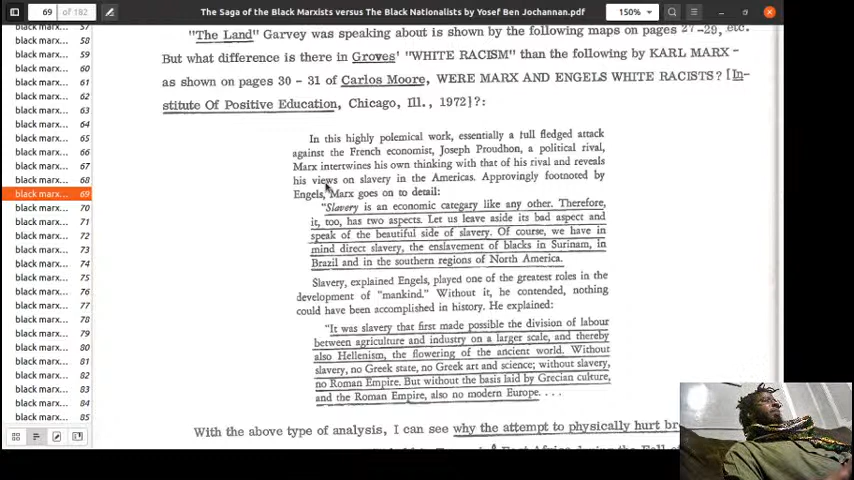 The Saga of the Black Marxists versus The Black Nationalists by Yosef Ben Jochannan.pdf
69
of 182
150%
black marx... 57
black marx... 58
black marx... 59
black marx... 60
black marx... 61
black marx... 62
black marx... 63
black marx... 64
black marx... 65
black marx... 66
black marx... 67
black marx... 68
black marx... 69
black marx... 70
black marx... 71
black marx... 72
black marx... 73
black marx... 74
black marx... 75
black marx... 76
black marx... 77
black marx... 78
black marx... 79
black marx... 80
black marx... 81
black marx... 82
black marx... 83
black marx... 84
black marx... 85
"The Land" Garvey was speaking about is shown by the following maps on pages 27-29, etc.
But what difference is there in Groves' "WHITE RACISM" than the following by KARL MARX -
as shown on pages 30 - 31 of Carlos Moore, WERE MARX AND ENGELS WHITE RACISTS? [In-
stitute Of Positive Education, Chicago, Ill., 1972]?:
In this highly polemical work, essentially a full fledged attack
against the French economist, Joseph Proudhon, a political rival,
Marx intertwines his own thinking with that of his rival and reveals
his views on slavery in the Americas. Approvingly footnoted by
Engels, Marx goes on to detail:
"Slavery is an economic category like any other. Therefore,
it, too, has two aspects. Let us leave aside its bad aspect and
speak of the beautiful side of slavery. Of course, we have in
mind direct slavery, the enslavement of blacks in Surinam, in
Brazil and in the southern regions of North America.
Slavery, explained Engels, played one of the greatest roles in the
development of "mankind." Without it, he contended, nothing
could have been accomplished in history. He explained:
"It was slavery that first made possible the division of labour
between agriculture and industry on a larger scale, and thereby
also Hellenism, the flowering of the ancient world. Without
slavery, no Greek state, no Greek art and science; without slavery,
no Roman Empire. But without the basis laid by Grecian culture,
and the Roman Empire, also no modern Europe. . . .
With the above type of analysis, I can see why the attempt to physically hurt